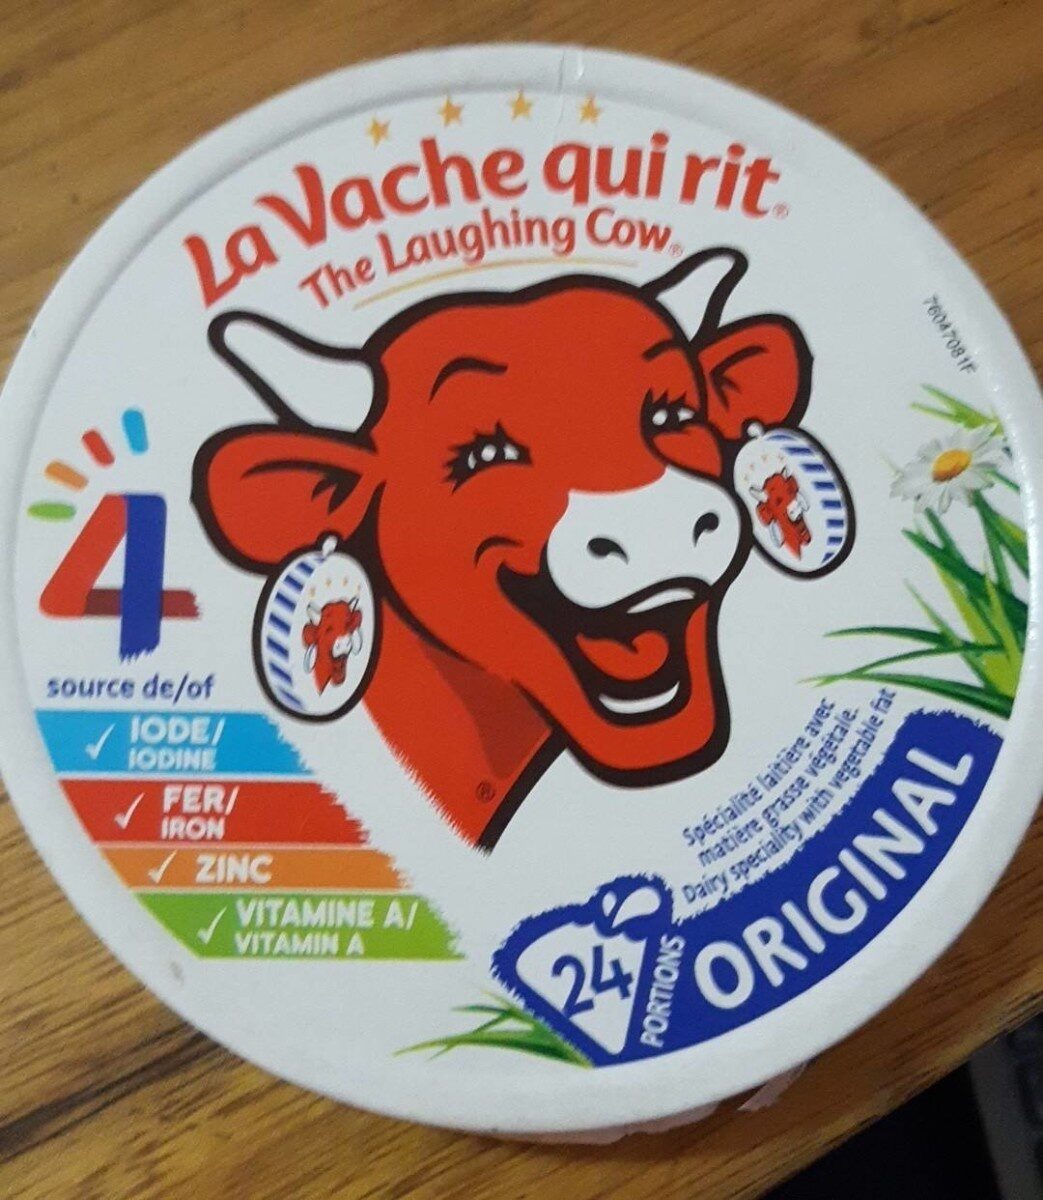 La Vache qui rit®
The Laughing Cow®
76047081F
4
source de/of
IODE/
IODINE
FER/
IRON
ZINC
VITAMINE A/
VITAMIN A
®
Spécialité laitière avec
matière grasse végétale.
Dairy speciality with vegetable fat
24
PORTIONS
ORIGINAL